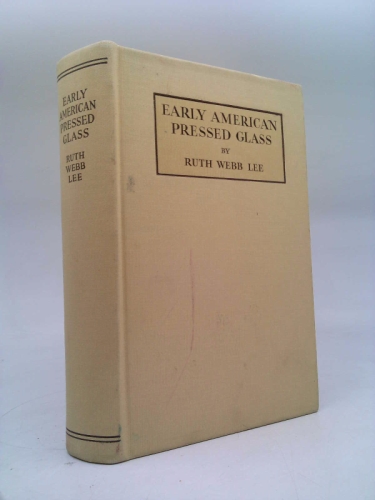 EARLY
AMERICAN
PRESSED
GLASS
RUTH
WEBB
LEE
EARLY AMERICAN
PRESSED GLASS
BY
RUTH WEBB LEE